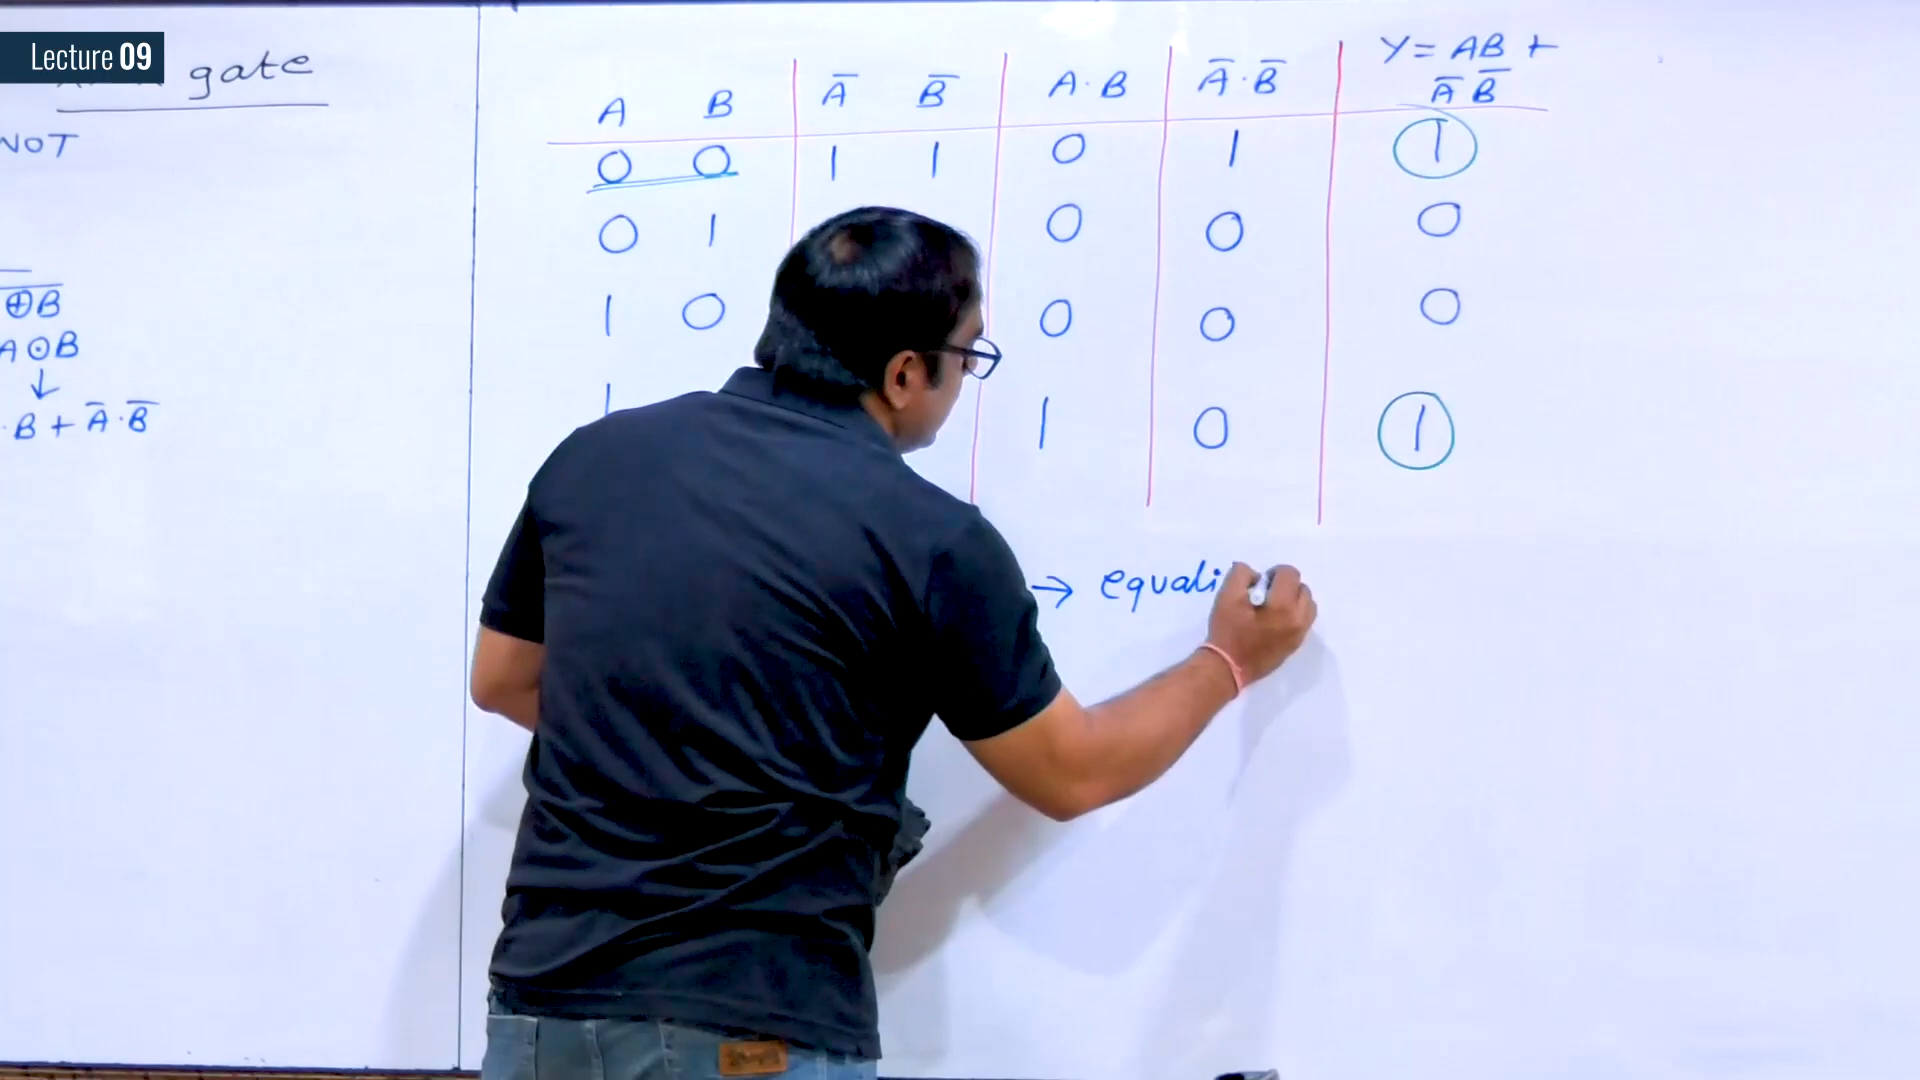 Lecture 09
gate
NOT
⊕B
A⊙B
↓
·B + A̅·B̅
A B A̅ B̅ A·B A̅·B̅ Y = AB + A̅ B̅
0 0 1 1 0 1 1
0 1 0 0 0
1 0 0 0 0
1 1 0 1
→ equali